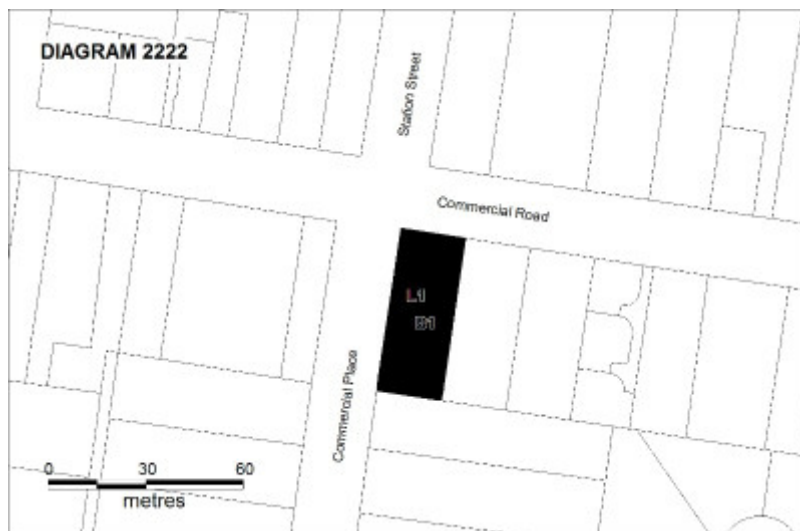 DIAGRAM 2222
Station Street
Commercial Road
L1
B1
Commercial Place
0 30 60
metres